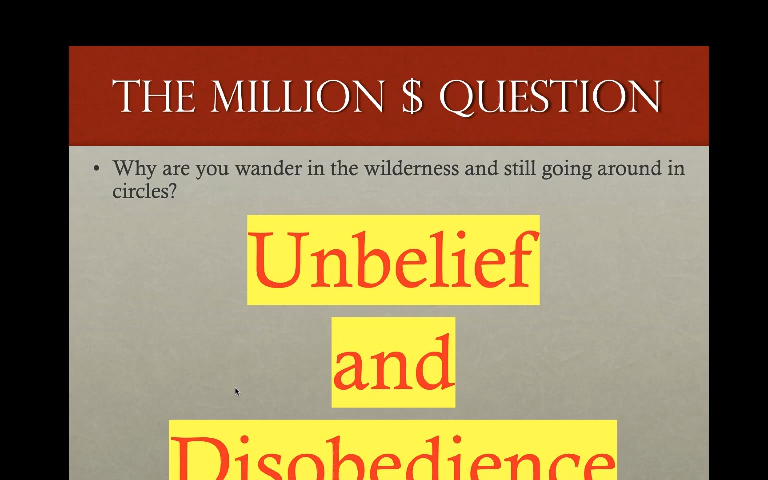 THE MILLION $ QUESTION
• Why are you wander in the wilderness and still going around in
circles?
Unbelief
and
Disobedience